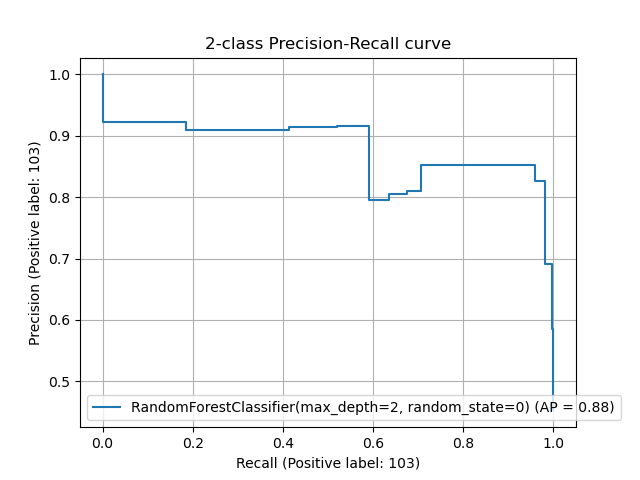 2-class Precision-Recall curve
1.0
0.9
0.8
0.7
0.6
0.5
Precision (Positive label: 103)
RandomForestClassifier(max_depth=2, random_state=0) (AP = 0.88)
0.0 0.2 0.4 0.6 0.8 1.0
Recall (Positive label: 103)